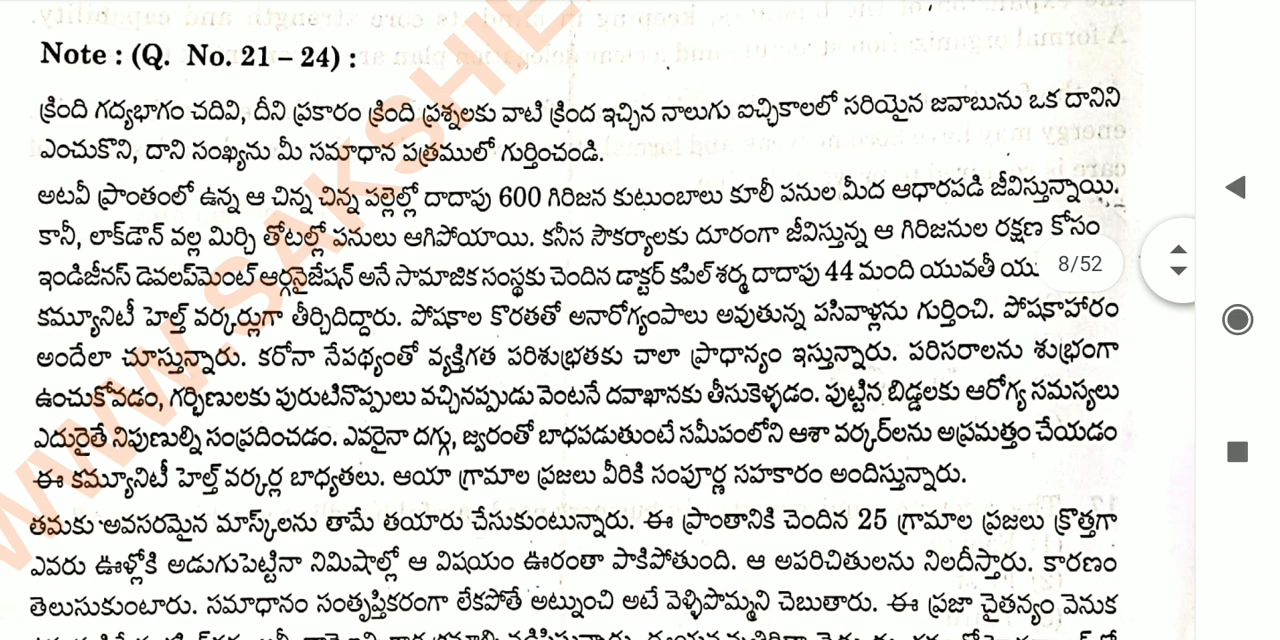 Note : (Q. No. 21 – 24) :
క్రింది గద్యభాగం చదివి, దీని ప్రకారం క్రింది ప్రశ్నలకు వాటి క్రింద ఇచ్చిన నాలుగు ఐచ్ఛికాలలో సరియైన జవాబును ఒక దానిని
ఎంచుకొని, దాని సంఖ్యను మీ సమాధాన పత్రములో గుర్తించండి.
అటవీ ప్రాంతంలో ఉన్న ఆ చిన్న చిన్న పల్లెల్లో దాదాపు 600 గిరిజన కుటుంబాలు కూలీ పనుల మీద ఆధారపడి జీవిస్తున్నాయి.
కానీ, లాక్‌డౌన్ వల్ల మిర్చి తోటల్లో పనులు ఆగిపోయాయి. కనీస సౌకర్యాలకు దూరంగా జీవిస్తున్న ఆ గిరిజనుల రక్షణ కోసం
ఇండిజీనస్ డెవలప్‌మెంట్ ఆర్గనైజేషన్ అనే సామాజిక సంస్థకు చెందిన డాక్టర్ కపిల్‌శర్మ దాదాపు 44 మంది యువతీ 8/52
కమ్యూనిటీ హెల్త్ వర్కర్లుగా తీర్చిదిద్దారు. పోషకాల కొరతతో అనారోగ్యంపాలు అవుతున్న పసివాళ్లను గుర్తించి. పోషకాహారం
అందేలా చూస్తున్నారు. కరోనా నేపథ్యంతో వ్యక్తిగత పరిశుభ్రతకు చాలా ప్రాధాన్యం ఇస్తున్నారు. పరిసరాలను శుభ్రంగా
ఉంచుకోవడం, గర్భిణులకు పురుటినొప్పులు వచ్చినప్పుడు వెంటనే దవాఖానకు తీసుకెళ్ళడం. పుట్టిన బిడ్డలకు ఆరోగ్య సమస్యలు
ఎదురైతే నిపుణుల్ని సంప్రదించడం. ఎవరైనా దగ్గు, జ్వరంతో బాధపడుతుంటే సమీపంలోని ఆశా వర్కర్‌లను అప్రమత్తం చేయడం
ఈ కమ్యూనిటీ హెల్త్ వర్కర్ల బాధ్యతలు. ఆయా గ్రామాల ప్రజలు వీరికి సంపూర్ణ సహకారం అందిస్తున్నారు.
తమకు అవసరమైన మాస్క్‌లను తామే తయారు చేసుకుంటున్నారు. ఈ ప్రాంతానికి చెందిన 25 గ్రామాల ప్రజలు క్రొత్తగా
ఎవరు ఊళ్లోకి అడుగుపెట్టినా నిమిషాల్లో ఆ విషయం ఊరంతా పాకిపోతుంది. ఆ అపరిచితులను నిలదీస్తారు. కారణం
తెలుసుకుంటారు. సమాధానం సంతృప్తికరంగా లేకపోతే అట్నుంచి అటే వెళ్ళిపొమ్మని చెబుతారు. ఈ ప్రజా చైతన్యం వెనుక